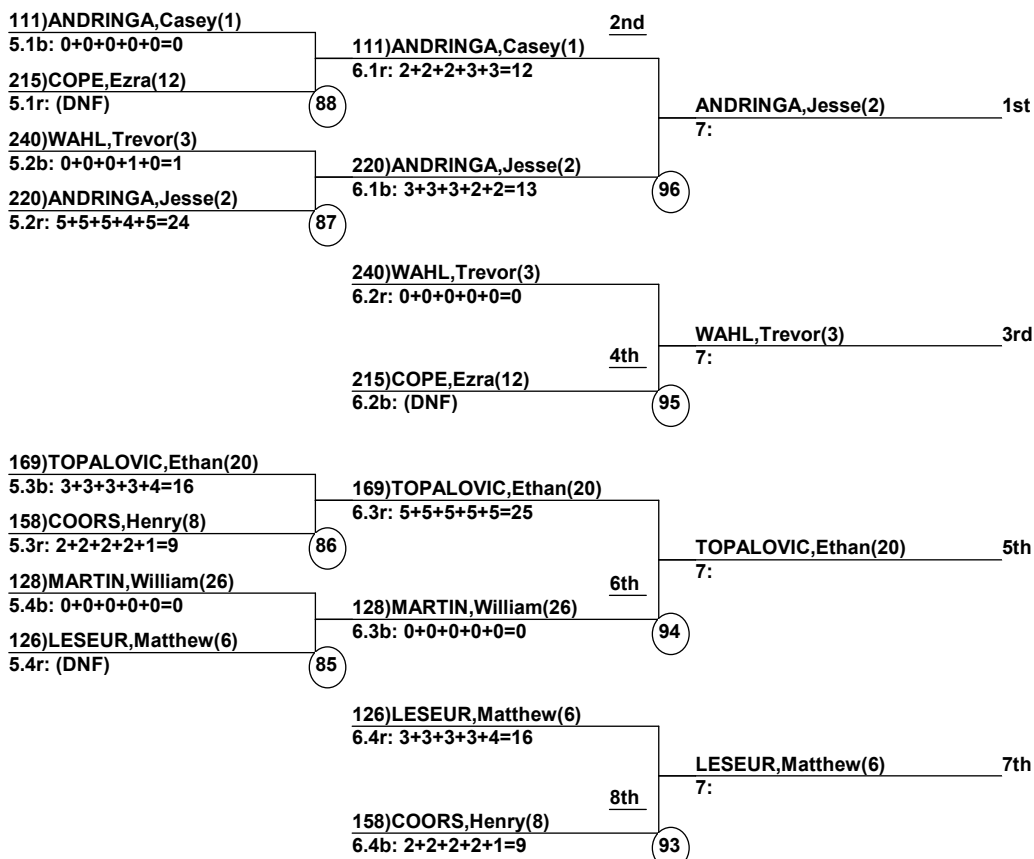 111)ANDRINGA,Casey(1)
5.1b: 0+0+0+0+0=0
215)COPE,Ezra(12)
5.1r: (DNF)
88
240)WAHL,Trevor(3)
5.2b: 0+0+0+1+0=1
220)ANDRINGA,Jesse(2)
5.2r: 5+5+5+4+5=24
87
2nd
111)ANDRINGA,Casey(1)
6.1r: 2+2+2+3+3=12
220)ANDRINGA,Jesse(2)
6.1b: 3+3+3+2+2=13
96
ANDRINGA,Jesse(2) 1st
7:
240)WAHL,Trevor(3)
6.2r: 0+0+0+0+0=0
4th
215)COPE,Ezra(12)
6.2b: (DNF)
95
WAHL,Trevor(3) 3rd
7:
169)TOPALOVIC,Ethan(20)
5.3b: 3+3+3+3+4=16
158)COORS,Henry(8)
5.3r: 2+2+2+2+1=9
86
128)MARTIN,William(26)
5.4b: 0+0+0+0+0=0
126)LESEUR,Matthew(6)
5.4r: (DNF)
85
169)TOPALOVIC,Ethan(20)
6.3r: 5+5+5+5+5=25
6th
128)MARTIN,William(26)
6.3b: 0+0+0+0+0=0
94
TOPALOVIC,Ethan(20) 5th
7:
126)LESEUR,Matthew(6)
6.4r: 3+3+3+3+4=16
8th
158)COORS,Henry(8)
6.4b: 2+2+2+2+1=9
93
LESEUR,Matthew(6) 7th
7: